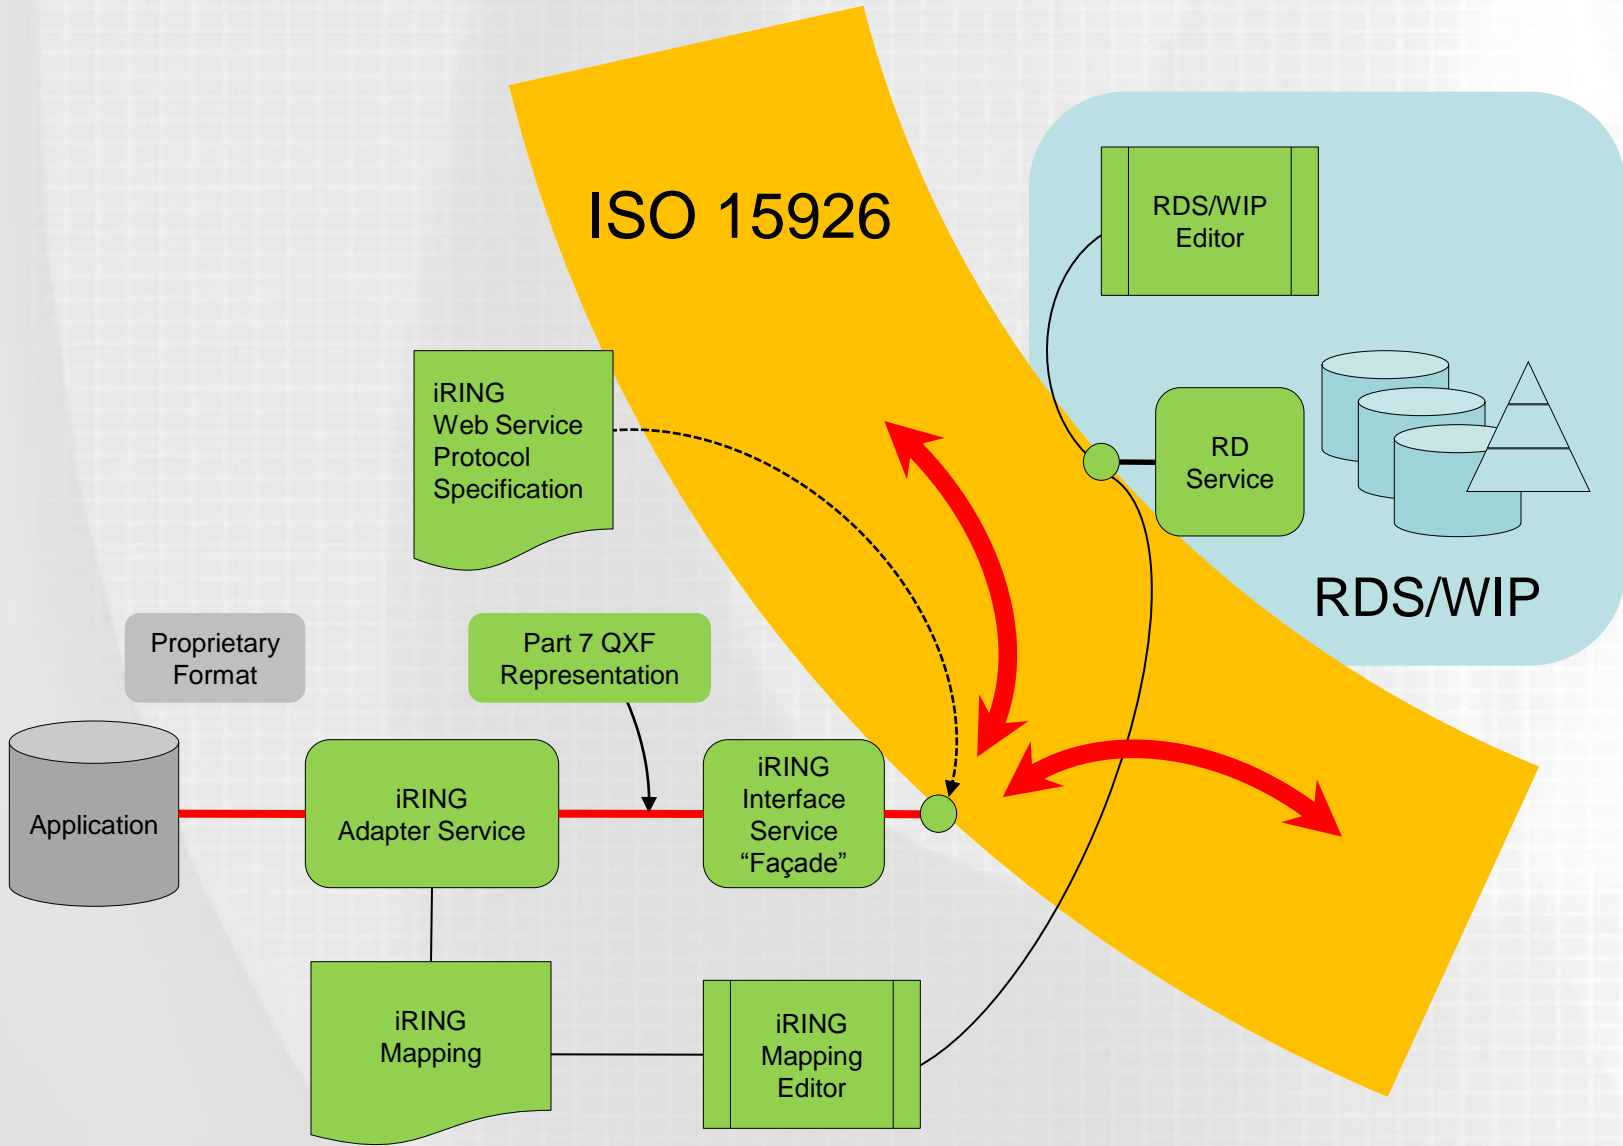 ISO 15926
RDS/WIP
Editor
iRING
Web Service
Protocol
Specification
RD
Service
RDS/WIP
Proprietary
Format
Part 7 QXF
Representation
Application
iRING
Adapter Service
iRING
Interface
Service
“Façade”
iRING
Mapping
iRING
Mapping
Editor